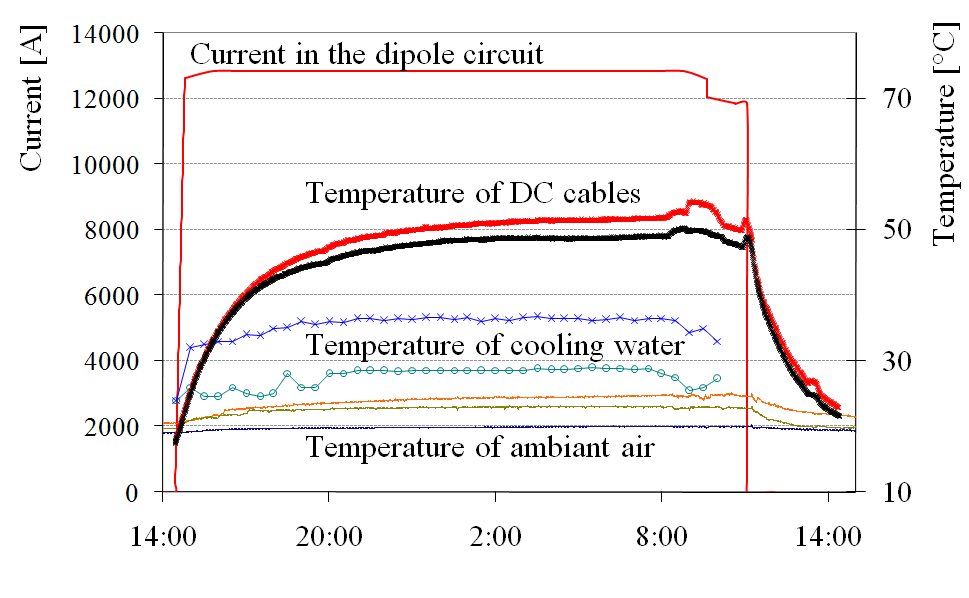 Current [A]
14000
12000
10000
8000
6000
4000
2000
0
Current in the dipole circuit
Temperature of DC cables
Temperature of cooling water
Temperature of ambiant air
Temperature [°C]
70
50
30
10
14:00 20:00 2:00 8:00 14:00